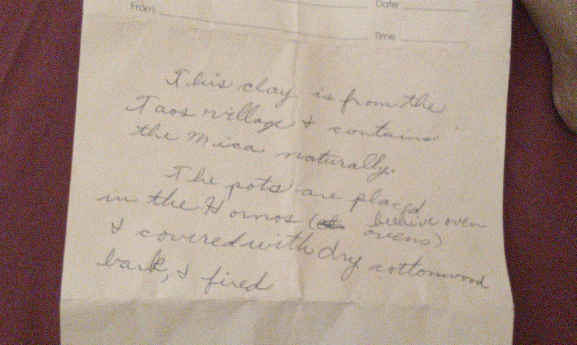 From
Date
Time
This clay is from the
Taos village & contains
the mica naturally.
The pots are placed
in the Hornos (beehive oven
ovens)
& covered with dry cottonwood
bark, & fired